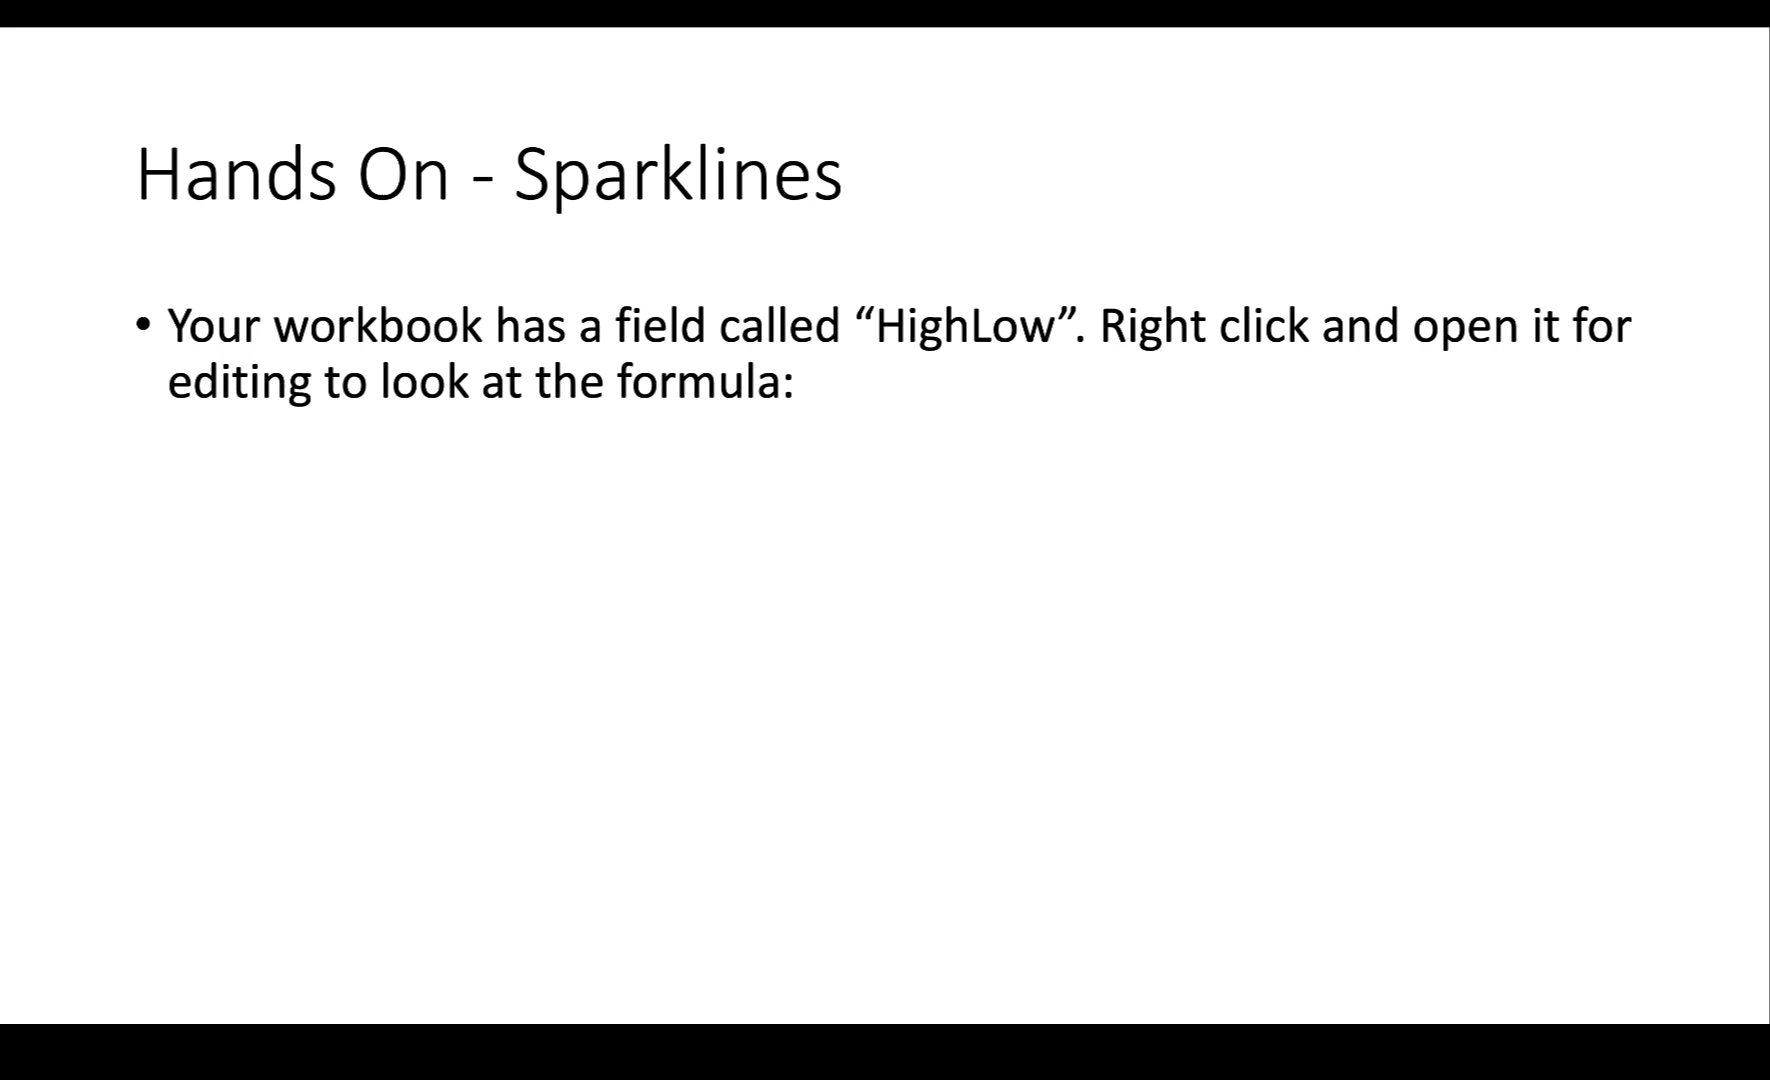 Hands On - Sparklines
• Your workbook has a field called “HighLow”. Right click and open it for
editing to look at the formula: